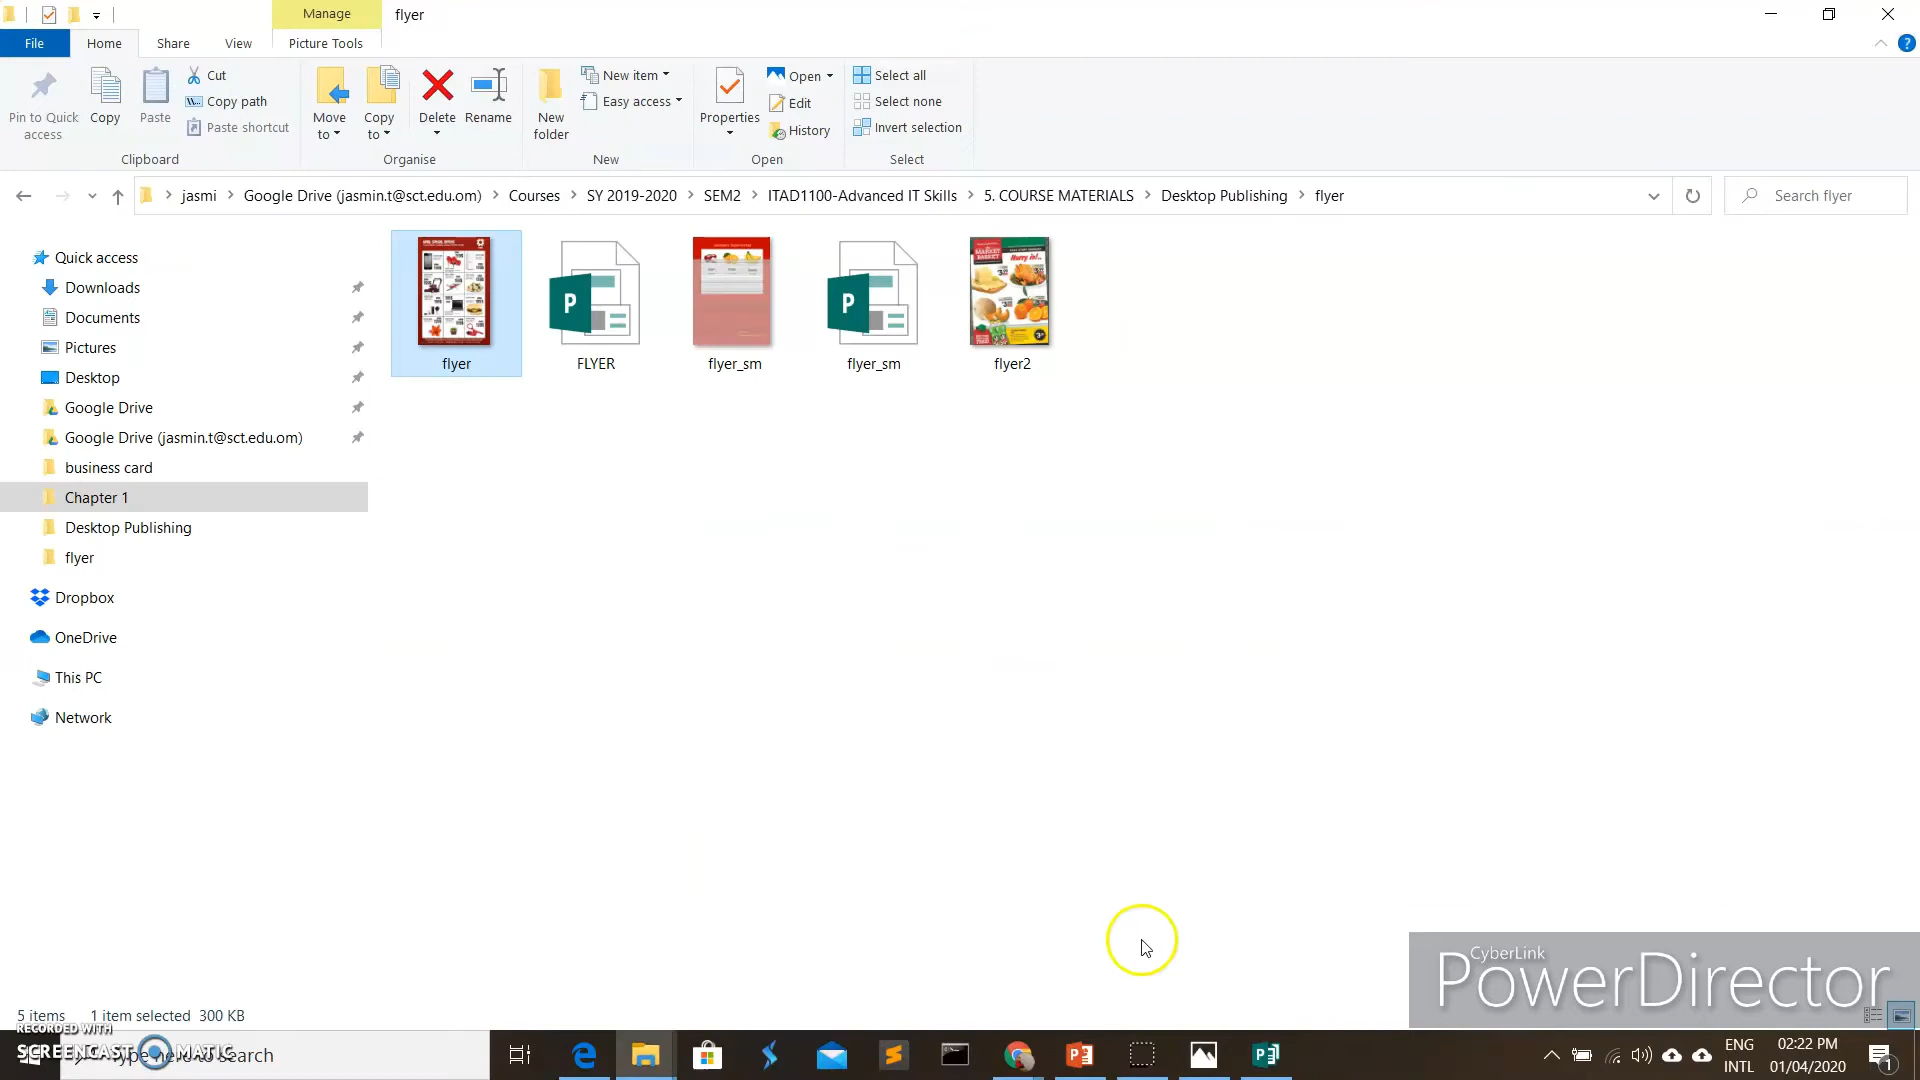 Manage
flyer
File
Home
Share
View
Picture Tools
Pin to Quick access
Copy
Paste
Cut
Copy path
Paste shortcut
Clipboard
Move to
Copy to
Delete
Rename
Organise
New folder
New item
Easy access
New
Properties
Open
Edit
History
Open
Select all
Select none
Invert selection
Select
jasmi > Google Drive (jasmin.t@sct.edu.om) > Courses > SY 2019-2020 > SEM2 > ITAD1100-Advanced IT Skills > 5. COURSE MATERIALS > Desktop Publishing > flyer
Search flyer
Quick access
Downloads
Documents
Pictures
Desktop
Google Drive
Google Drive (jasmin.t@sct.edu.om)
business card
Chapter 1
Desktop Publishing
flyer
Dropbox
OneDrive
This PC
Network
flyer
FLYER
flyer_sm
flyer_sm
flyer2
CyberLink
PowerDirector
5 items
1 item selected 300 KB
RECORDED WITH
SCREENCAST MATIC
Type here to search
ENG
INTL
02:22 PM
01/04/2020
1